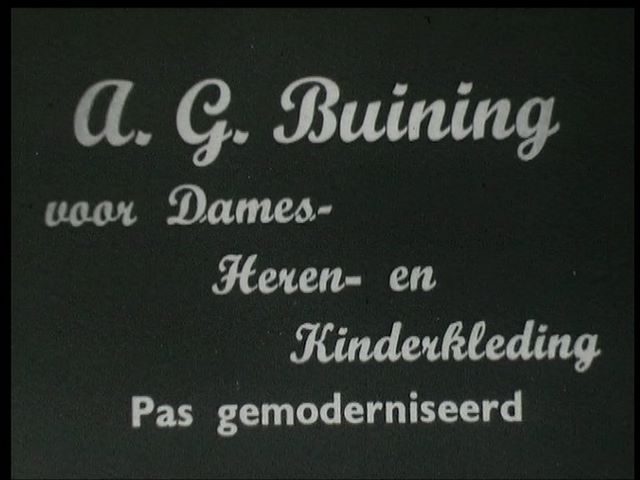 A. G. Buining
voor Dames-
Heren- en
Kinderkleding
Pas gemoderniseerd